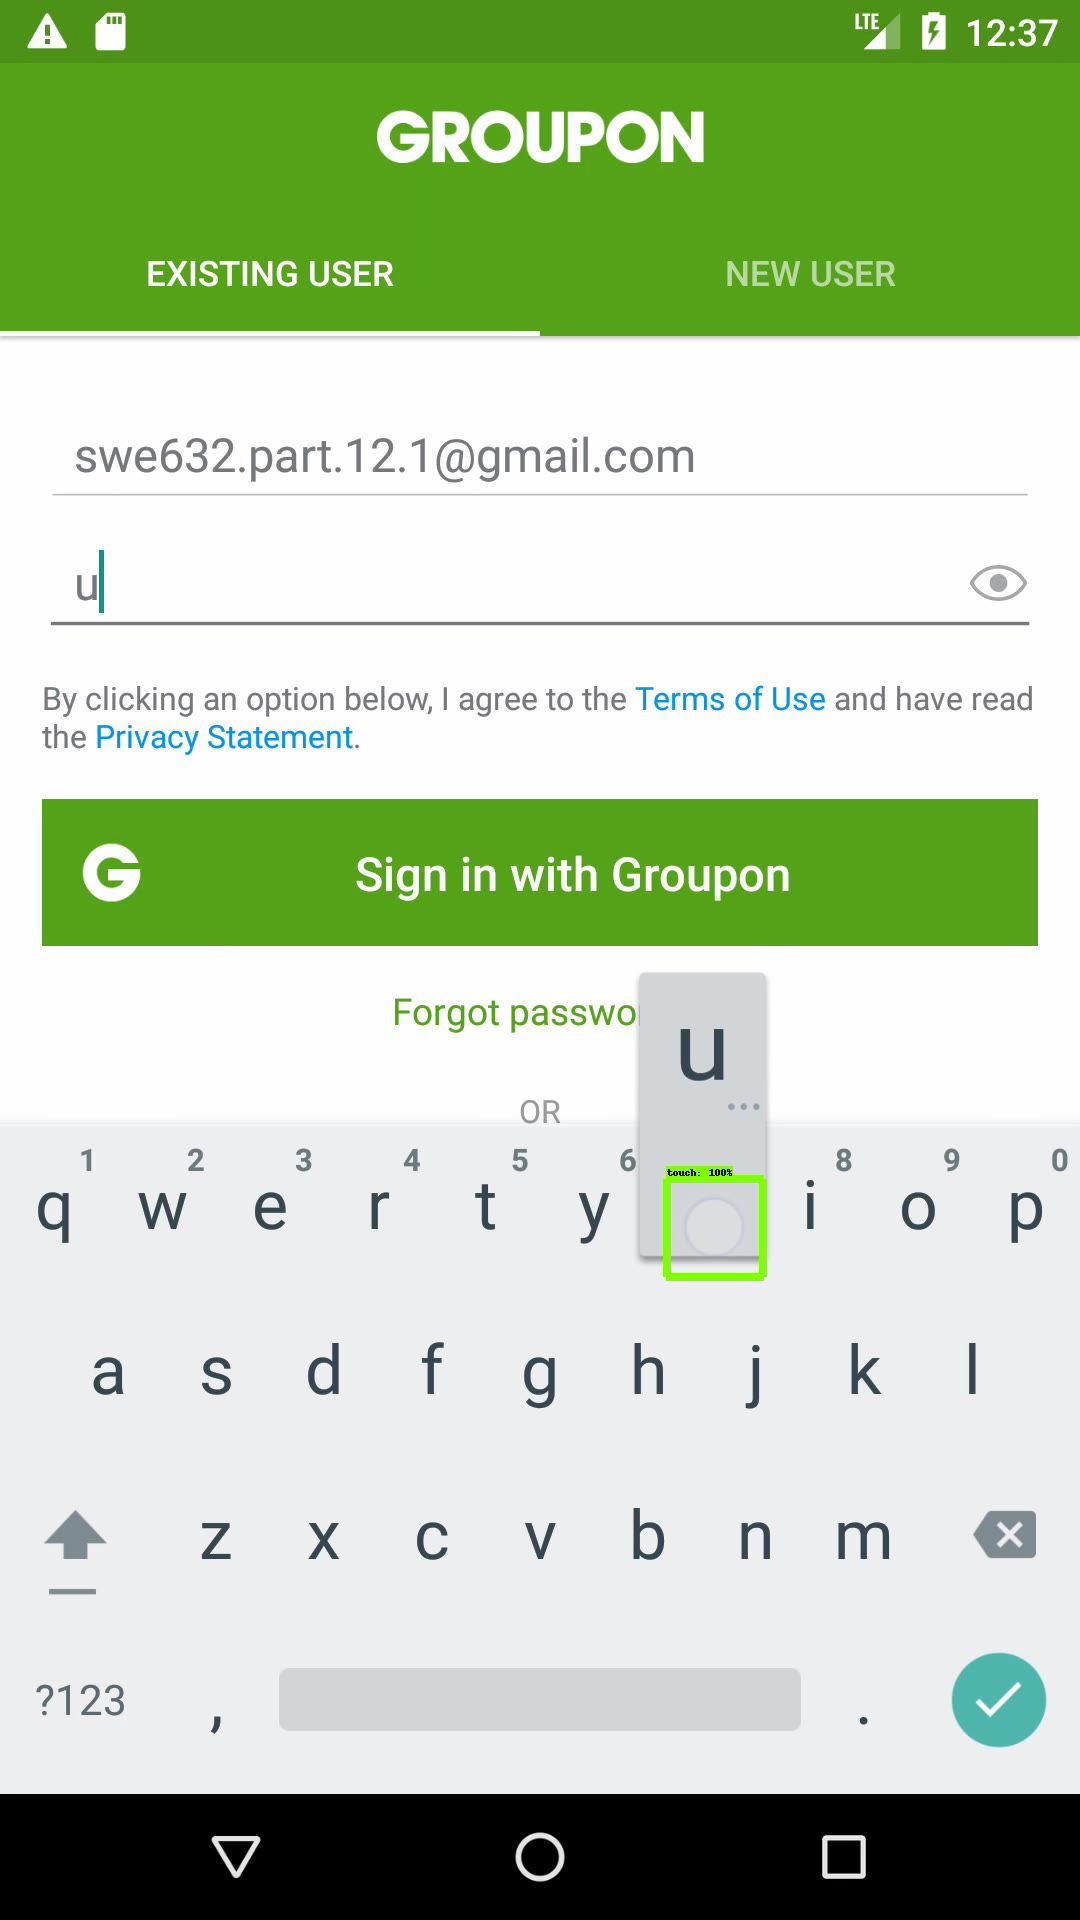 LTE 12:37
GROUPON
EXISTING USER NEW USER
swe632.part.12.1@gmail.com
u
By clicking an option below, I agree to the Terms of Use and have read
the Privacy Statement.
G Sign in with Groupon
Forgot passwo
u
OR
1 2 3 4 5 6 8 9 0
touch: 100%
q w e r t y i o p
a s d f g h j k l
z x c v b n m
?123 , .